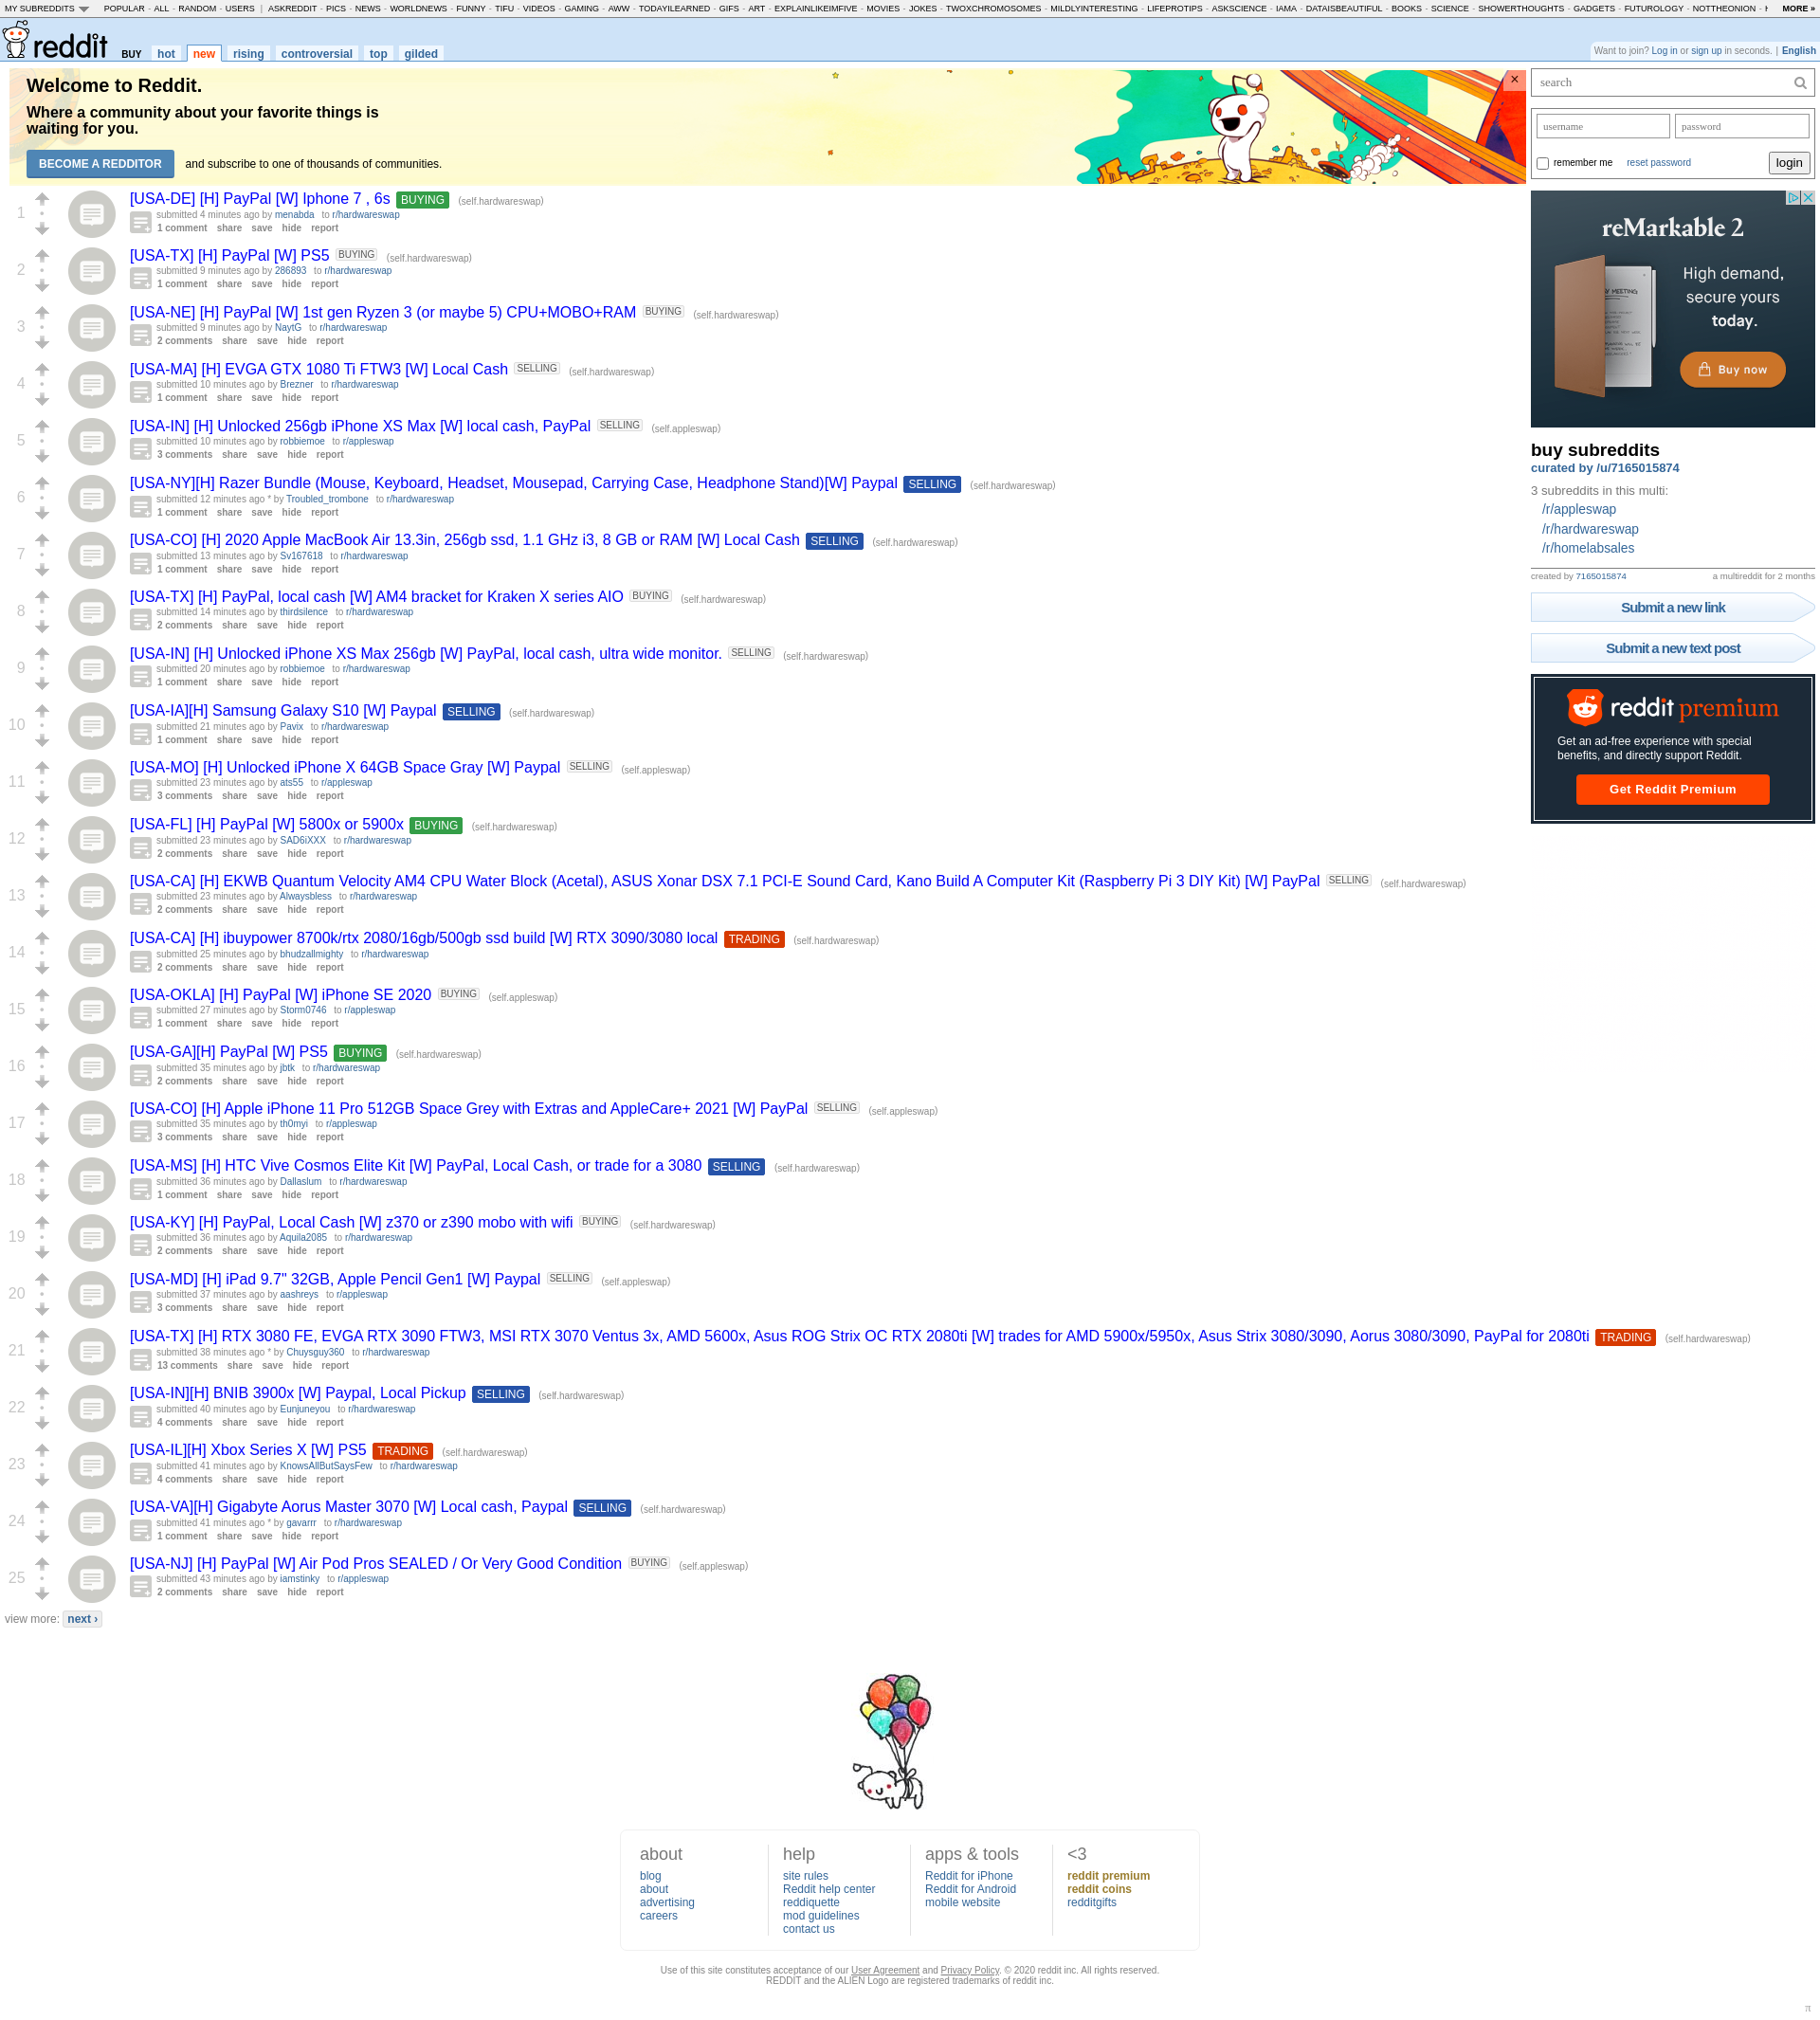 MY SUBREDDITS POPULAR - ALL - RANDOM - USERS | ASKREDDIT - PICS - NEWS - WORLDNEWS - FUNNY - TIFU - VIDEOS - GAMING - AWW - TODAYILEARNED - GIFS - ART - EXPLAINLIKEIMFIVE - MOVIES - JOKES - TWOXCHROMOSOMES - MILDLYINTERESTING - LIFEPROTIPS - ASKSCIENCE - IAMA - DATAISBEAUTIFUL - BOOKS - SCIENCE - SHOWERTHOUGHTS - GADGETS - FUTUROLOGY - NOTTHEONION - MORE »
reddit BUY hot new rising controversial top gilded
Want to join? Log in or sign up in seconds. | English
Welcome to Reddit.
Where a community about your favorite things is
waiting for you.
BECOME A REDDITOR and subscribe to one of thousands of communities.
×
1
[USA-DE] [H] PayPal [W] Iphone 7 , 6s BUYING (self.hardwareswap)
submitted 4 minutes ago by menabda to r/hardwareswap
1 comment share save hide report
2
[USA-TX] [H] PayPal [W] PS5 BUYING (self.hardwareswap)
submitted 9 minutes ago by 286893 to r/hardwareswap
1 comment share save hide report
3
[USA-NE] [H] PayPal [W] 1st gen Ryzen 3 (or maybe 5) CPU+MOBO+RAM BUYING (self.hardwareswap)
submitted 9 minutes ago by NaytG to r/hardwareswap
2 comments share save hide report
4
[USA-MA] [H] EVGA GTX 1080 Ti FTW3 [W] Local Cash SELLING (self.hardwareswap)
submitted 10 minutes ago by Brezner to r/hardwareswap
1 comment share save hide report
5
[USA-IN] [H] Unlocked 256gb iPhone XS Max [W] local cash, PayPal SELLING (self.appleswap)
submitted 10 minutes ago by robbiemoe to r/appleswap
3 comments share save hide report
6
[USA-NY][H] Razer Bundle (Mouse, Keyboard, Headset, Mousepad, Carrying Case, Headphone Stand)[W] Paypal SELLING (self.hardwareswap)
submitted 12 minutes ago * by Troubled_trombone to r/hardwareswap
1 comment share save hide report
7
[USA-CO] [H] 2020 Apple MacBook Air 13.3in, 256gb ssd, 1.1 GHz i3, 8 GB or RAM [W] Local Cash SELLING (self.hardwareswap)
submitted 13 minutes ago by Sv167618 to r/hardwareswap
1 comment share save hide report
8
[USA-TX] [H] PayPal, local cash [W] AM4 bracket for Kraken X series AIO BUYING (self.hardwareswap)
submitted 14 minutes ago by thirdsilence to r/hardwareswap
2 comments share save hide report
9
[USA-IN] [H] Unlocked iPhone XS Max 256gb [W] PayPal, local cash, ultra wide monitor. SELLING (self.hardwareswap)
submitted 20 minutes ago by robbiemoe to r/hardwareswap
1 comment share save hide report
10
[USA-IA][H] Samsung Galaxy S10 [W] Paypal SELLING (self.hardwareswap)
submitted 21 minutes ago by Pavix to r/hardwareswap
1 comment share save hide report
11
[USA-MO] [H] Unlocked iPhone X 64GB Space Gray [W] Paypal SELLING (self.appleswap)
submitted 23 minutes ago by ats55 to r/appleswap
3 comments share save hide report
12
[USA-FL] [H] PayPal [W] 5800x or 5900x BUYING (self.hardwareswap)
submitted 23 minutes ago by SAD6iXXX to r/hardwareswap
2 comments share save hide report
13
[USA-CA] [H] EKWB Quantum Velocity AM4 CPU Water Block (Acetal), ASUS Xonar DSX 7.1 PCI-E Sound Card, Kano Build A Computer Kit (Raspberry Pi 3 DIY Kit) [W] PayPal SELLING (self.hardwareswap)
submitted 23 minutes ago by Alwaysbless to r/hardwareswap
2 comments share save hide report
14
[USA-CA] [H] ibuypower 8700k/rtx 2080/16gb/500gb ssd build [W] RTX 3090/3080 local TRADING (self.hardwareswap)
submitted 25 minutes ago by bhudzallmighty to r/hardwareswap
2 comments share save hide report
15
[USA-OKLA] [H] PayPal [W] iPhone SE 2020 BUYING (self.appleswap)
submitted 27 minutes ago by Storm0746 to r/appleswap
1 comment share save hide report
16
[USA-GA][H] PayPal [W] PS5 BUYING (self.hardwareswap)
submitted 35 minutes ago by jbtk to r/hardwareswap
2 comments share save hide report
17
[USA-CO] [H] Apple iPhone 11 Pro 512GB Space Grey with Extras and AppleCare+ 2021 [W] PayPal SELLING (self.appleswap)
submitted 35 minutes ago by th0myi to r/appleswap
3 comments share save hide report
18
[USA-MS] [H] HTC Vive Cosmos Elite Kit [W] PayPal, Local Cash, or trade for a 3080 SELLING (self.hardwareswap)
submitted 36 minutes ago by Dallaslum to r/hardwareswap
1 comment share save hide report
19
[USA-KY] [H] PayPal, Local Cash [W] z370 or z390 mobo with wifi BUYING (self.hardwareswap)
submitted 36 minutes ago by Aquila2085 to r/hardwareswap
2 comments share save hide report
20
[USA-MD] [H] iPad 9.7" 32GB, Apple Pencil Gen1 [W] Paypal SELLING (self.appleswap)
submitted 37 minutes ago by aashreys to r/appleswap
3 comments share save hide report
21
[USA-TX] [H] RTX 3080 FE, EVGA RTX 3090 FTW3, MSI RTX 3070 Ventus 3x, AMD 5600x, Asus ROG Strix OC RTX 2080ti [W] trades for AMD 5900x/5950x, Asus Strix 3080/3090, Aorus 3080/3090, PayPal for 2080ti TRADING (self.hardwareswap)
submitted 38 minutes ago * by Chuysguy360 to r/hardwareswap
13 comments share save hide report
22
[USA-IN][H] BNIB 3900x [W] Paypal, Local Pickup SELLING (self.hardwareswap)
submitted 40 minutes ago by Eunjuneyou to r/hardwareswap
4 comments share save hide report
23
[USA-IL][H] Xbox Series X [W] PS5 TRADING (self.hardwareswap)
submitted 41 minutes ago by KnowsAllButSaysFew to r/hardwareswap
4 comments share save hide report
24
[USA-VA][H] Gigabyte Aorus Master 3070 [W] Local cash, Paypal SELLING (self.hardwareswap)
submitted 41 minutes ago * by gavarrr to r/hardwareswap
1 comment share save hide report
25
[USA-NJ] [H] PayPal [W] Air Pod Pros SEALED / Or Very Good Condition BUYING (self.appleswap)
submitted 43 minutes ago by iamstinky to r/appleswap
2 comments share save hide report
view more: next ›
search
username password
remember me reset password login
reMarkable 2
High demand,
secure yours
today.
Buy now
buy subreddits
curated by /u/7165015874
3 subreddits in this multi:
/r/appleswap
/r/hardwareswap
/r/homelabsales
created by 7165015874 a multireddit for 2 months
Submit a new link
Submit a new text post
reddit premium
Get an ad-free experience with special
benefits, and directly support Reddit.
Get Reddit Premium
about
blog
about
advertising
careers
help
site rules
Reddit help center
reddiquette
mod guidelines
contact us
apps & tools
Reddit for iPhone
Reddit for Android
mobile website
<3
reddit premium
reddit coins
redditgifts
Use of this site constitutes acceptance of our User Agreement and Privacy Policy. © 2020 reddit inc. All rights reserved.
REDDIT and the ALIEN Logo are registered trademarks of reddit inc.
π